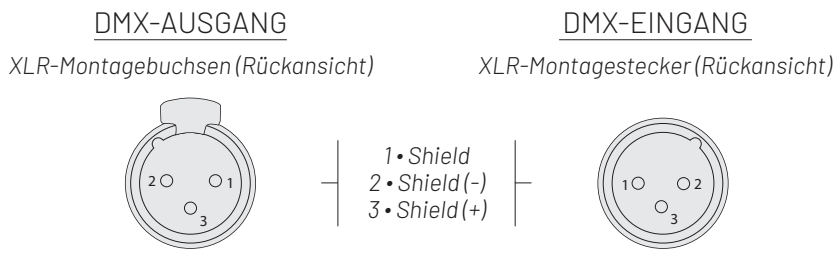 DMX-AUSGANG
XLR-Montagebuchsen (Rückansicht)
2 1
3
1 • Shield
2 • Shield (-)
3 • Shield (+)
DMX-EINGANG
XLR-Montagestecker (Rückansicht)
1 2
3